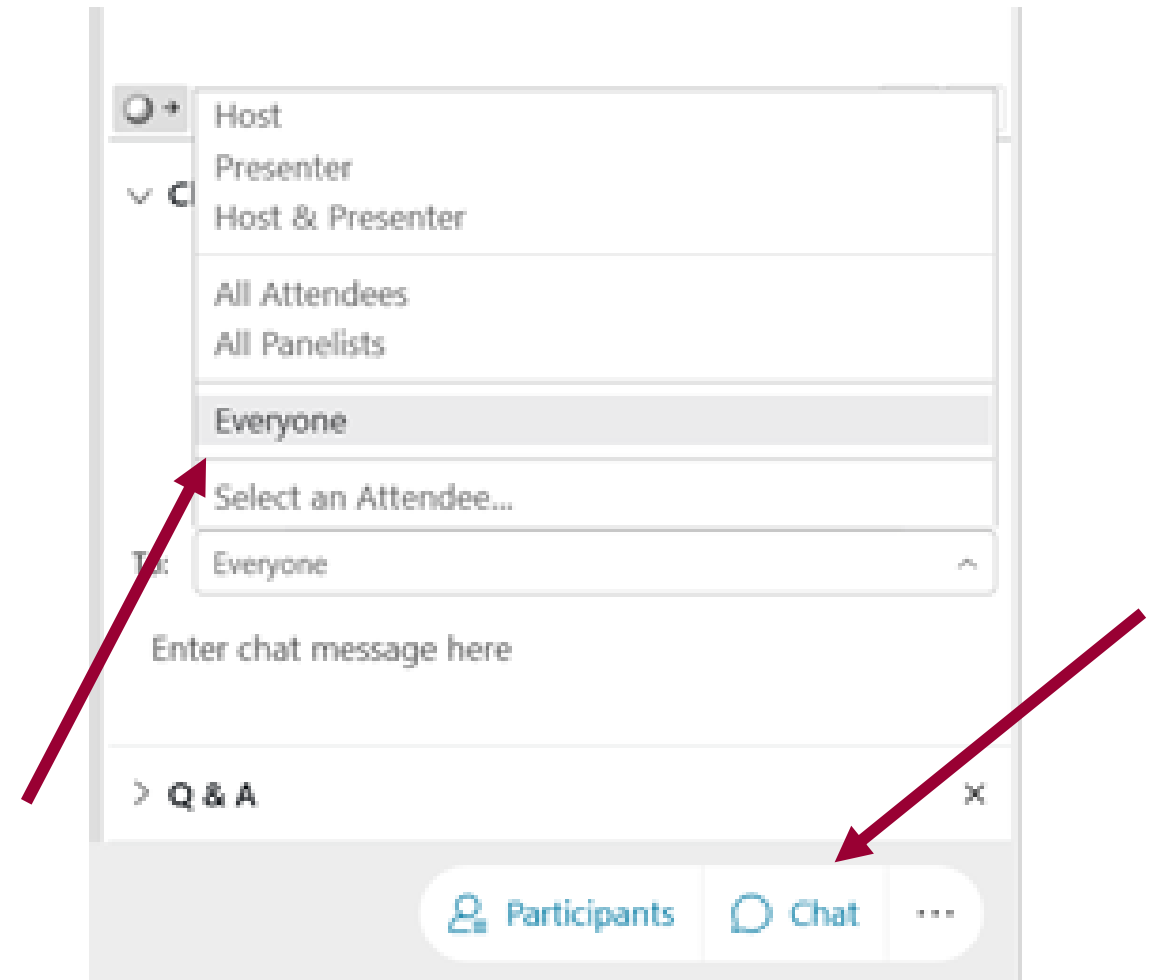 Host
Presenter
Host & Presenter
All Attendees
All Panelists
Everyone
Select an Attendee...
Everyone
Enter chat message here
Q & A
Participants
Chat